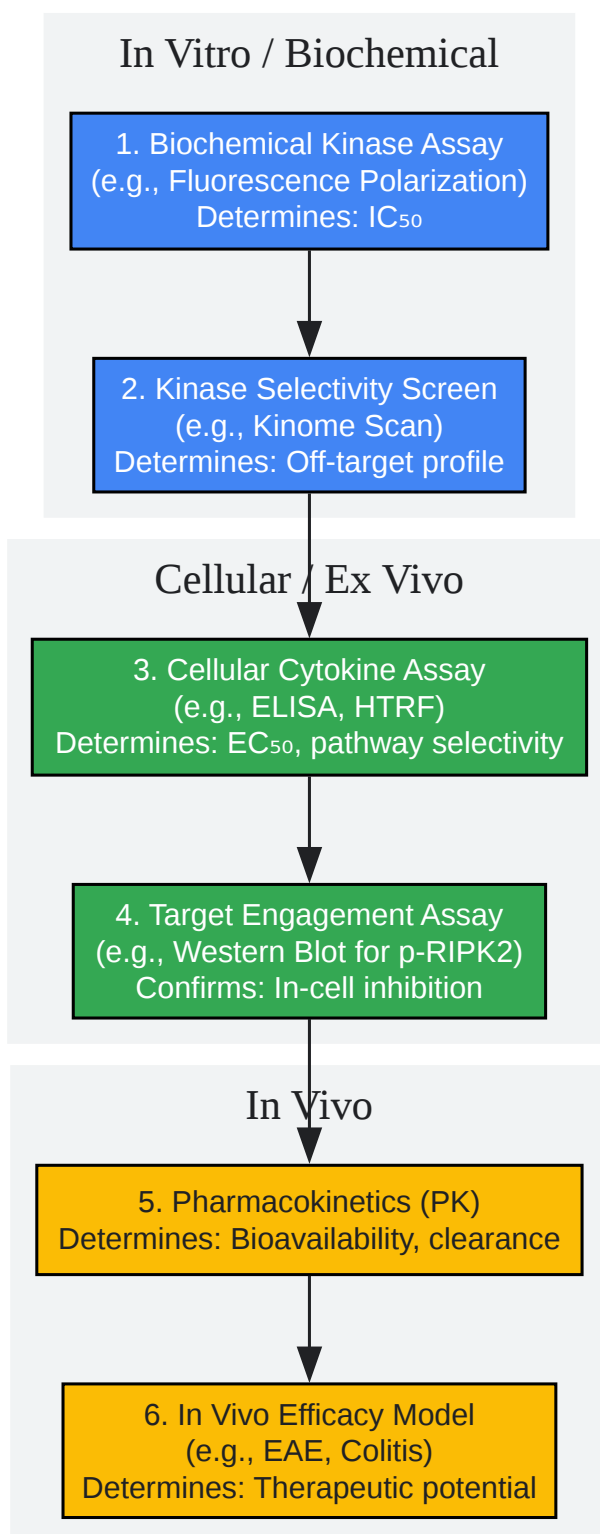 In Vitro / Biochemical
1. Biochemical Kinase Assay
(e.g., Fluorescence Polarization)
Determines: IC₅₀
2. Kinase Selectivity Screen
(e.g., Kinome Scan)
Determines: Off-target profile
Cellular / Ex Vivo
3. Cellular Cytokine Assay
(e.g., ELISA, HTRF)
Determines: EC₅₀, pathway selectivity
4. Target Engagement Assay
(e.g., Western Blot for p-RIPK2)
Confirms: In-cell inhibition
In Vivo
5. Pharmacokinetics (PK)
Determines: Bioavailability, clearance
6. In Vivo Efficacy Model
(e.g., EAE, Colitis)
Determines: Therapeutic potential